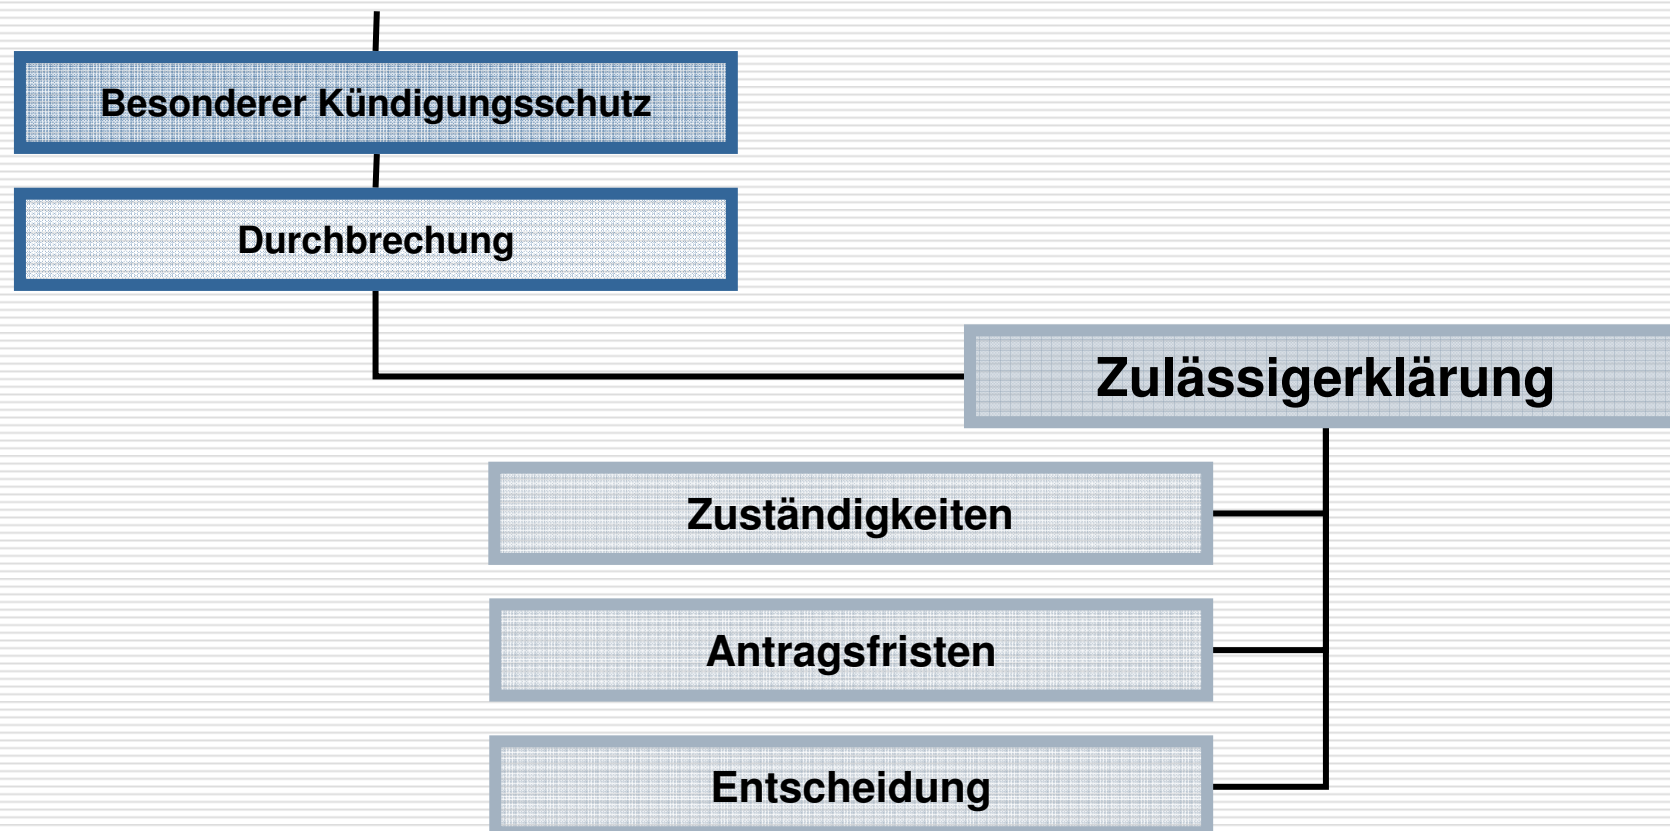 Besonderer Kündigungsschutz
Durchbrechung
Zulässigerklärung
Zuständigkeiten
Antragsfristen
Entscheidung